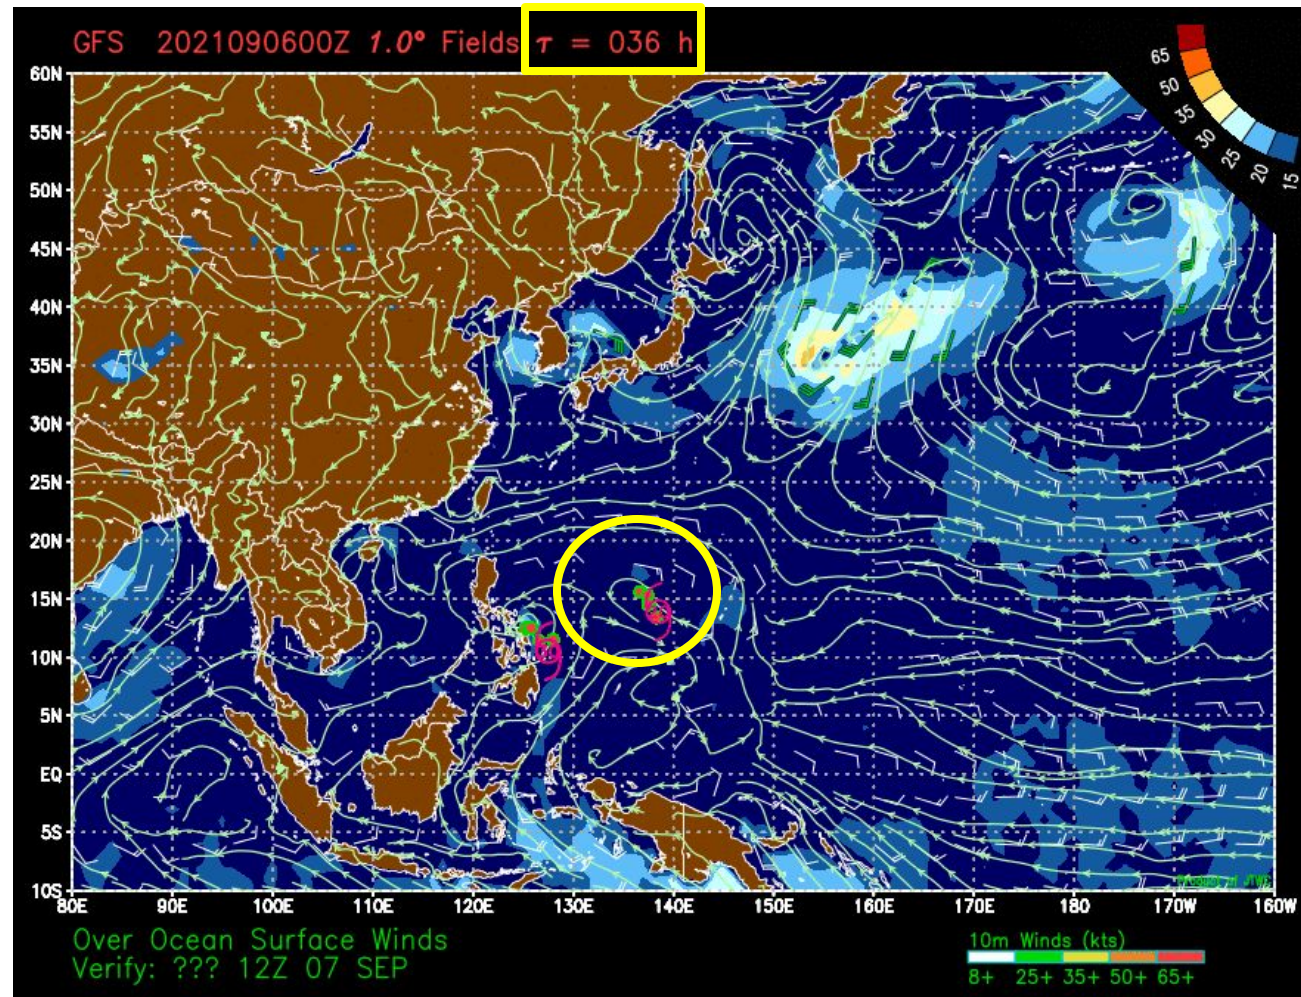 GFS 2021090600Z 1.0° Fields τ = 036 h
65
50
35
30
25
20
15
60N
55N
50N
45N
40N
35N
30N
25N
20N
15N
10N
5N
EQ
5S
10S
Product of JTWC
80E 90E 100E 110E 120E 130E 140E 150E 160E 170E 180 170W 160W
Over Ocean Surface Winds
Verify: ??? 12Z 07 SEP
10m Winds (kts)
8+ 25+ 35+ 50+ 65+